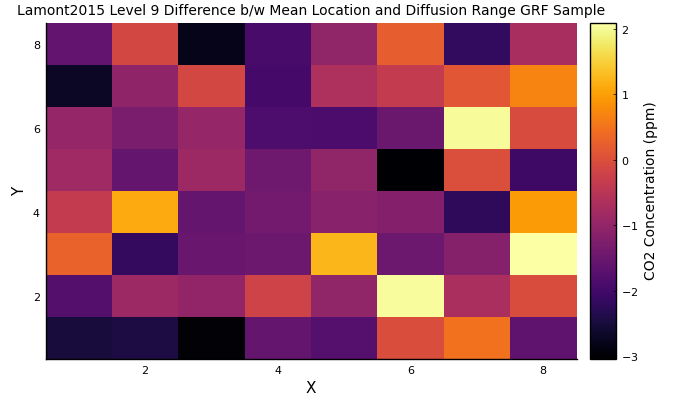 Lamont2015 Level 9 Difference b/w Mean Location and Diffusion Range GRF Sample
8
6
4
2
Y
2 4 6 8
X
2
1
0
−1
−2
−3
CO2 Concentration (ppm)